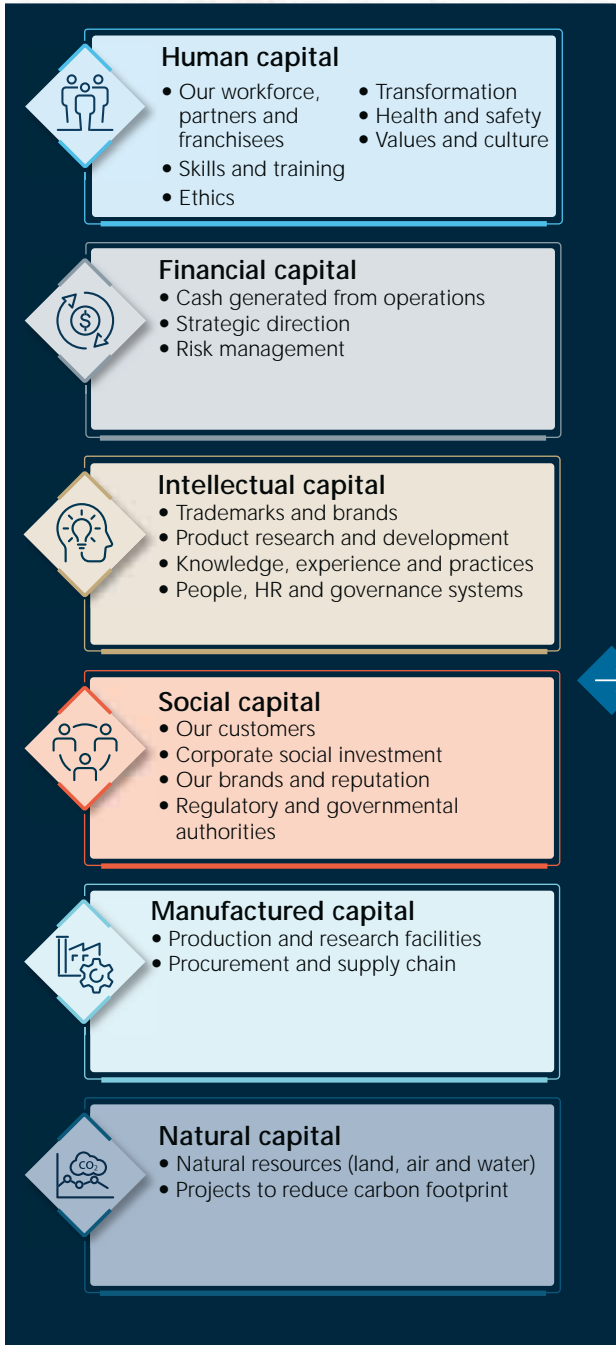 Human capital
• Our workforce,
partners and
franchisees
• Skills and training
• Ethics
• Transformation
• Health and safety
• Values and culture
Financial capital
• Cash generated from operations
• Strategic direction
• Risk management
Intellectual capital
• Trademarks and brands
• Product research and development
• Knowledge, experience and practices
• People, HR and governance systems
Social capital
• Our customers
• Corporate social investment
• Our brands and reputation
• Regulatory and governmental
authorities
Manufactured capital
• Production and research facilities
• Procurement and supply chain
CO₂
Natural capital
• Natural resources (land, air and water)
• Projects to reduce carbon footprint